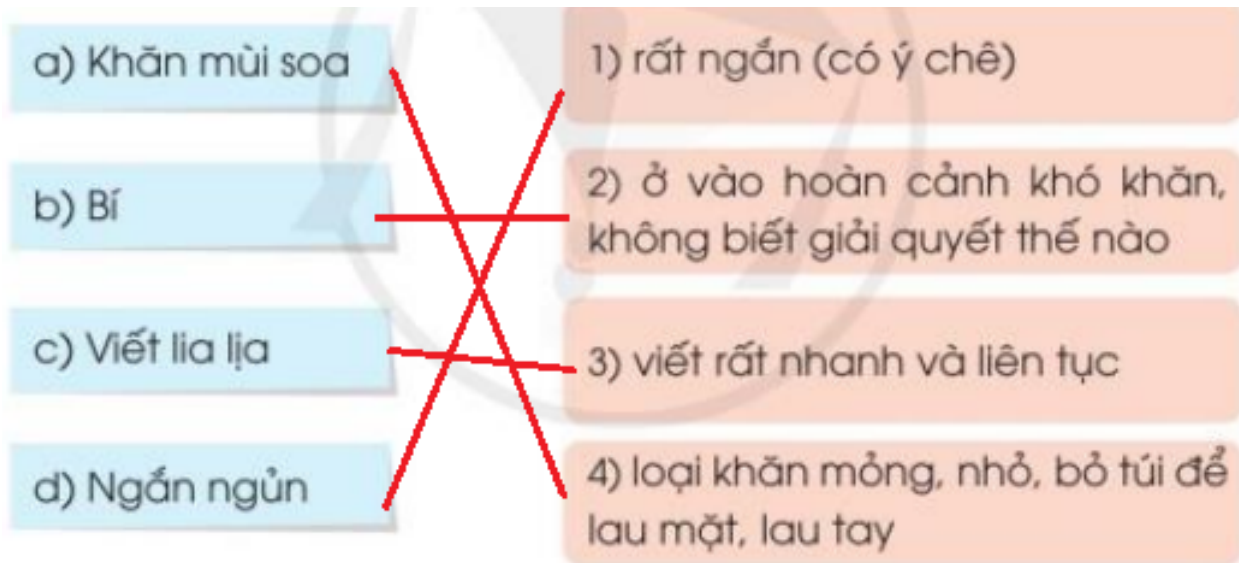 a) Khăn mùi soa
1) rất ngắn (có ý chê)
b) Bí
2) ở vào hoàn cảnh khó khăn,
không biết giải quyết thế nào
c) Viết lia lịa
3) viết rất nhanh và liên tục
d) Ngắn ngủn
4) loại khăn mỏng, nhỏ, bỏ túi để
lau mặt, lau tay